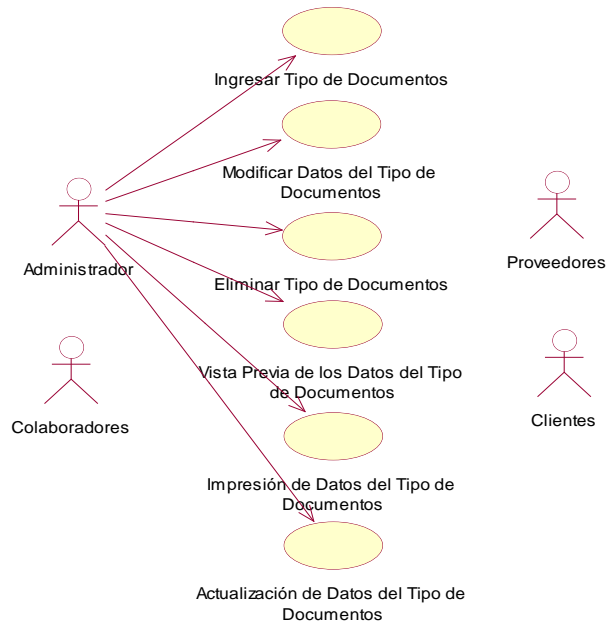 Ingresar Tipo de Documentos
Modificar Datos del Tipo de
Documentos
Administrador
Proveedores
Eliminar Tipo de Documentos
Vista Previa de los Datos del Tipo
de Documentos
Colaboradores
Clientes
Impresión de Datos del Tipo de
Documentos
Actualización de Datos del Tipo de
Documentos